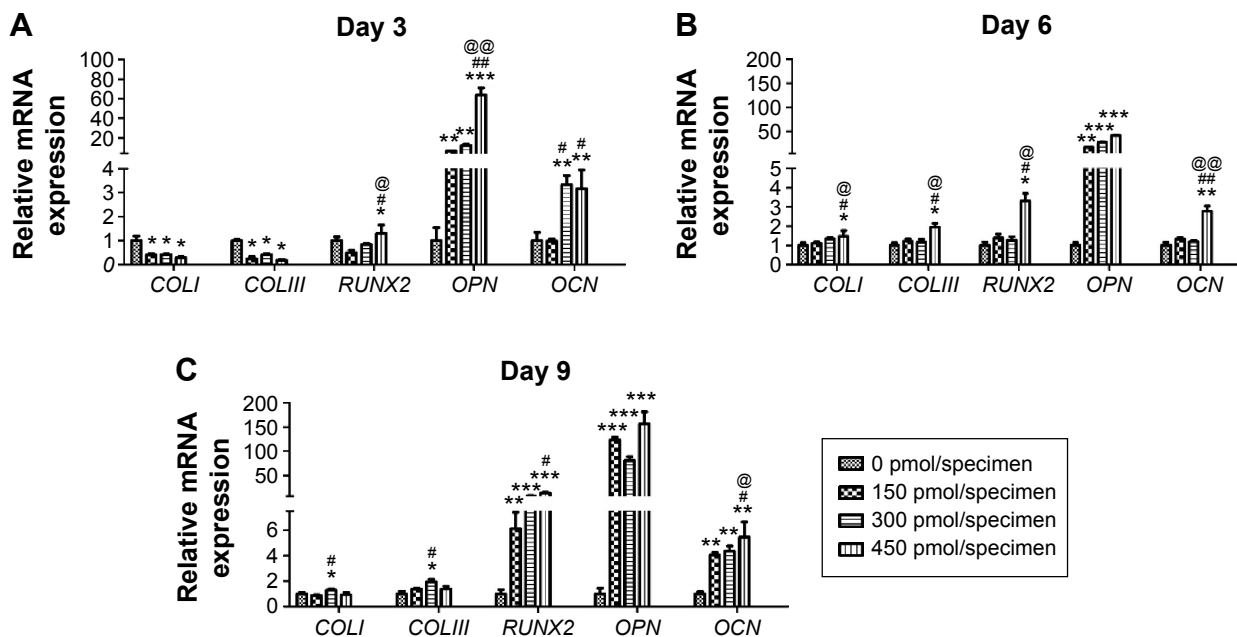 A
Day 3
Relative mRNA
expression
100
80
60
40
20
4
3
2
1
0
* * *
* * *
@
#
*
** ** ***
##
@@
#
**
#
**
COLI COLIII RUNX2 OPN OCN
B
Day 6
Relative mRNA
expression
200
150
100
50
5
4
3
2
1
0
@
#
*
@
#
*
@
#
*
** *** ***
@@
##
**
COLI COLIII RUNX2 OPN OCN
C
Day 9
Relative mRNA
expression
200
150
100
50
6
4
2
0
#
*
#
*
** *** ***
#
*** *** ***
** ** **
@
#
COLI COLIII RUNX2 OPN OCN
0 pmol/specimen
150 pmol/specimen
300 pmol/specimen
450 pmol/specimen